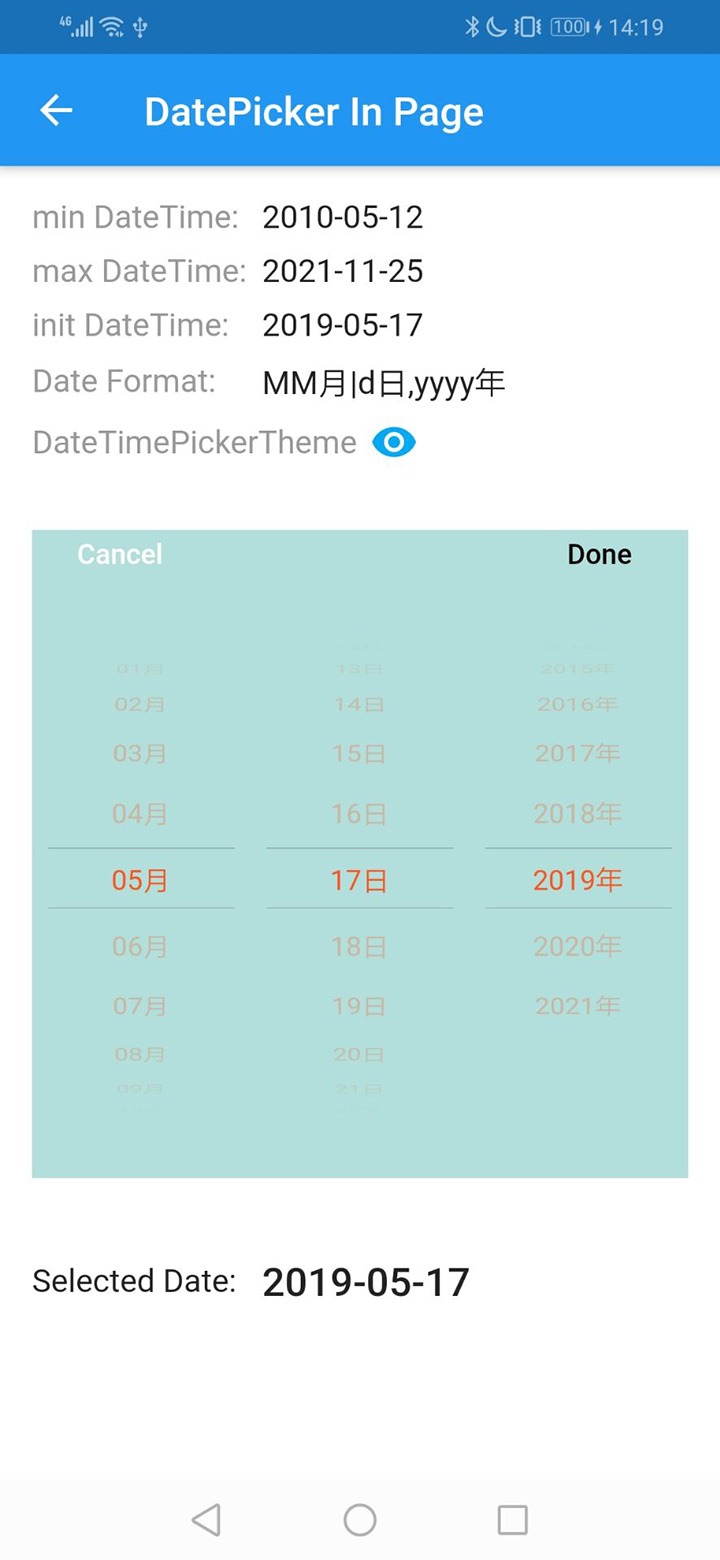 4G 100 14:19
DatePicker In Page
min DateTime: 2010-05-12
max DateTime: 2021-11-25
init DateTime: 2019-05-17
Date Format: MM月|d日,yyyy年
DateTimePickerTheme
Cancel Done
01月 13日 2015年
02月 14日 2016年
03月 15日 2017年
04月 16日 2018年
05月 17日 2019年
06月 18日 2020年
07月 19日 2021年
08月 20日
09月 21日
Selected Date: 2019-05-17